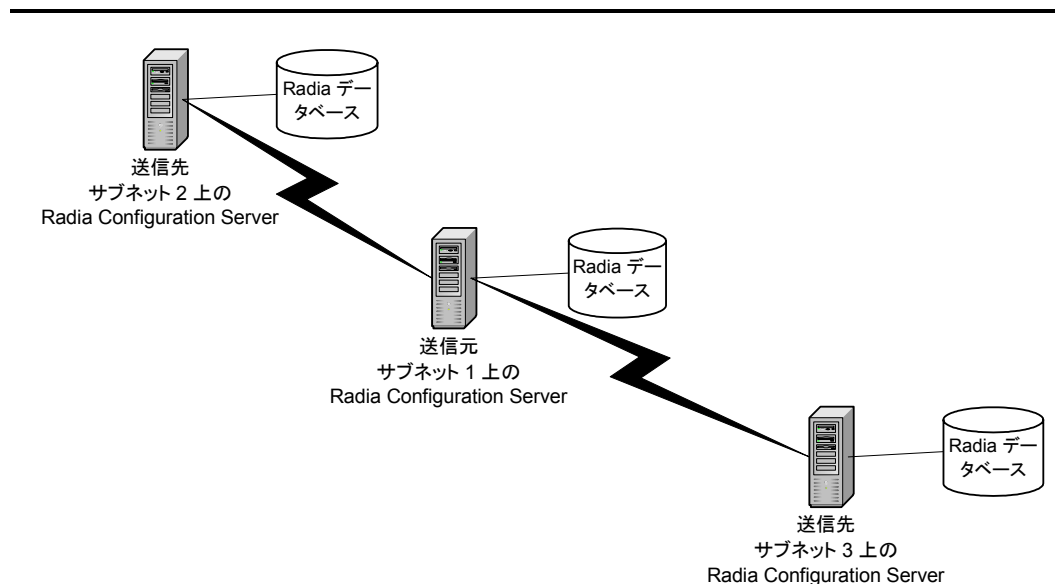 Radia デー
タベース
送信先
サブネット 2 上の
Radia Configuration Server
Radia デー
タベース
送信元
サブネット 1 上の
Radia Configuration Server
Radia デー
タベース
送信先
サブネット 3 上の
Radia Configuration Server